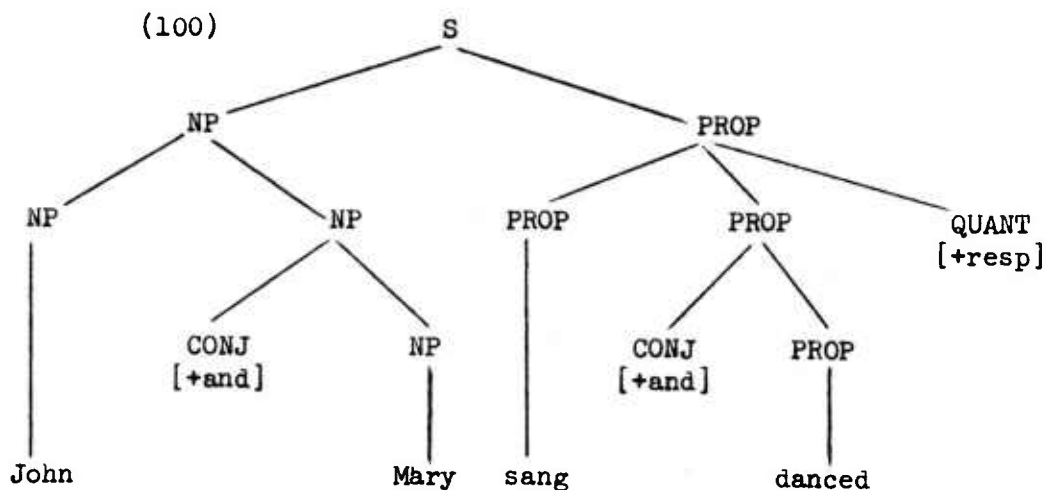 (100)
S
NP PROP
NP NP PROP PROP QUANT
[+resp]
CONJ NP CONJ PROP
[+and] [+and]
John Mary sang danced